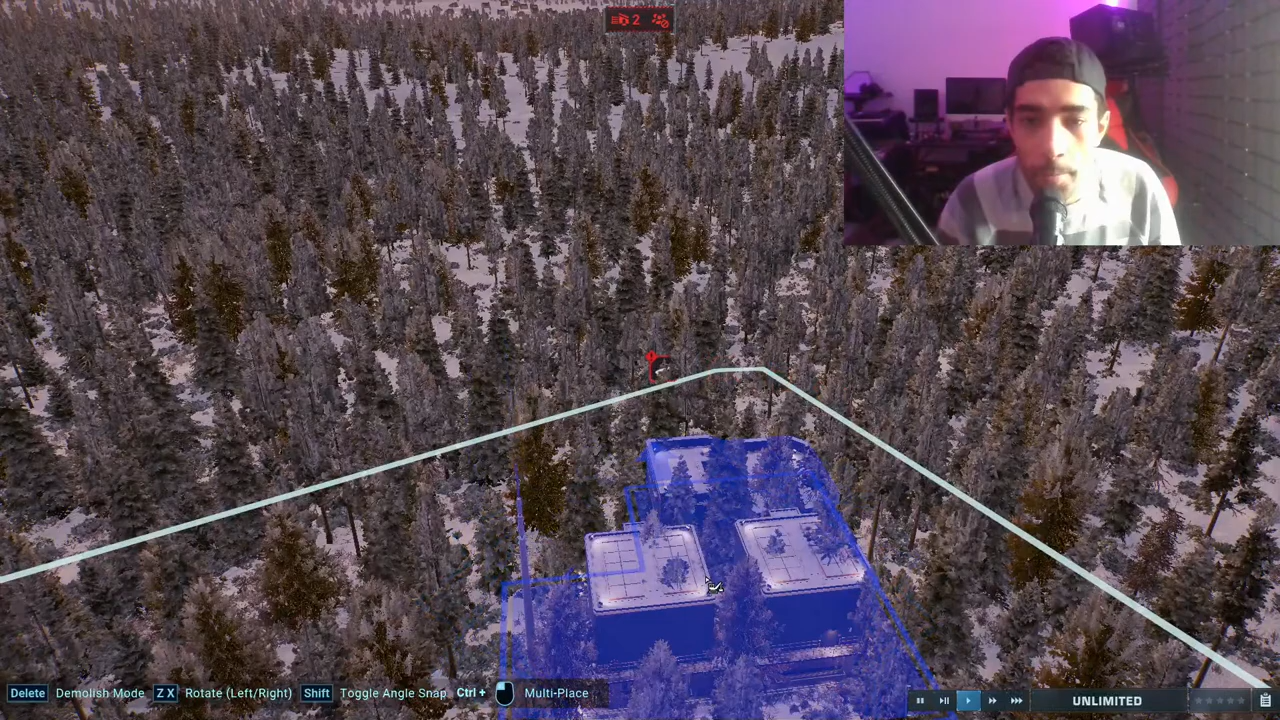 2
Delete Demolish Mode Z X Rotate (Left/Right) Shift Toggle Angle Snap Ctrl + Multi-Place
UNLIMITED